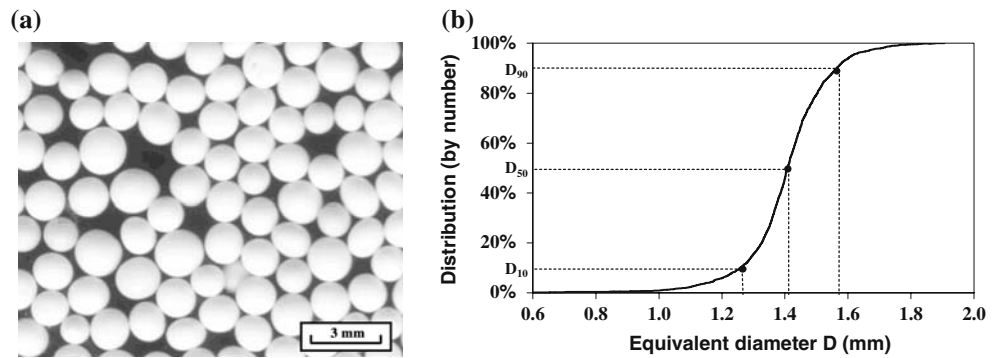 (a)
3 mm
(b)
Distribution (by number)
100%
D90
80%
60%
D50
40%
20%
D10
0%
0.6 0.8 1.0 1.2 1.4 1.6 1.8 2.0
Equivalent diameter D (mm)